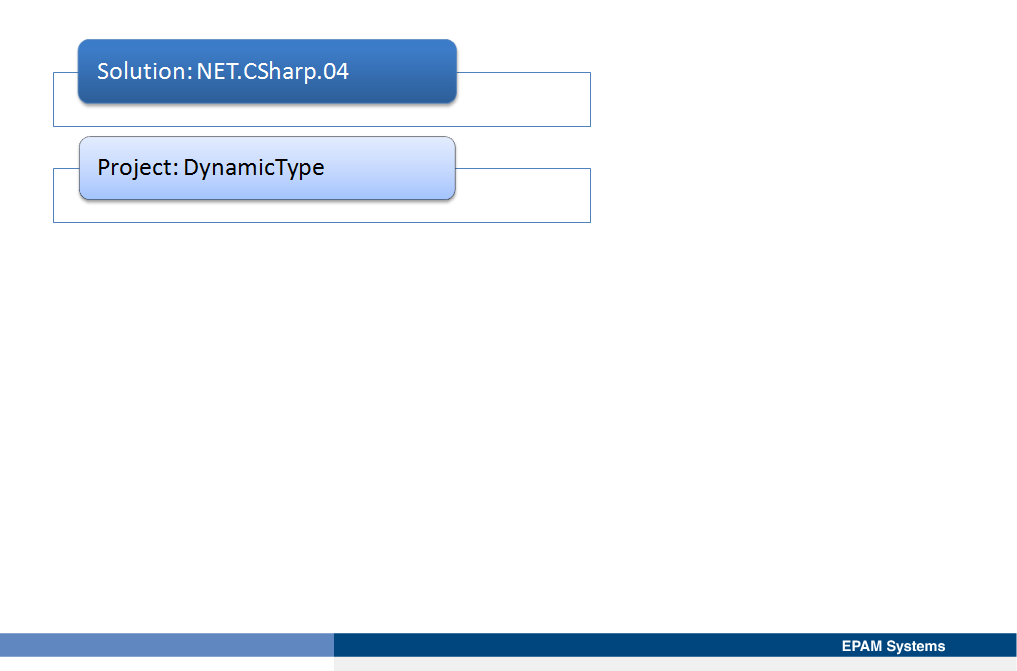 Solution: NET.CSharp.04
Project: DynamicType
EPAM Systems